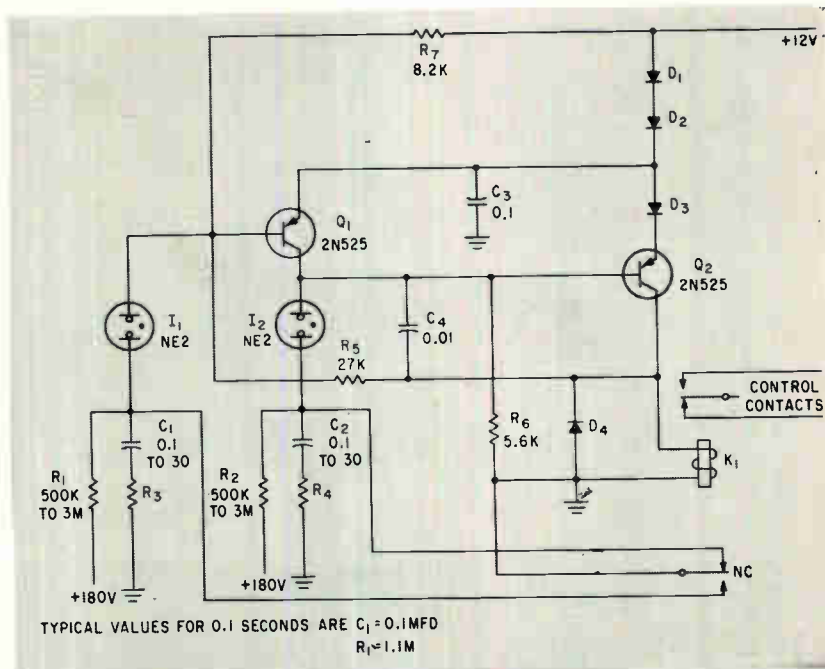 R7
8.2K
+12V
D1
D2
C3
0.1
D3
Q1
2N525
Q2
2N525
I1
NE2
I2
NE2
C4
0.01
R5
27K
CONTROL
CONTACTS
R6
5.6K
D4
K1
C1
0.1
TO 30
C2
0.1
TO 30
R1
500K
TO 3M
R3
R2
500K
TO 3M
R4
+180V
+180V
NC
TYPICAL VALUES FOR 0.1 SECONDS ARE C1 = 0.1MFD
R1=1.1M